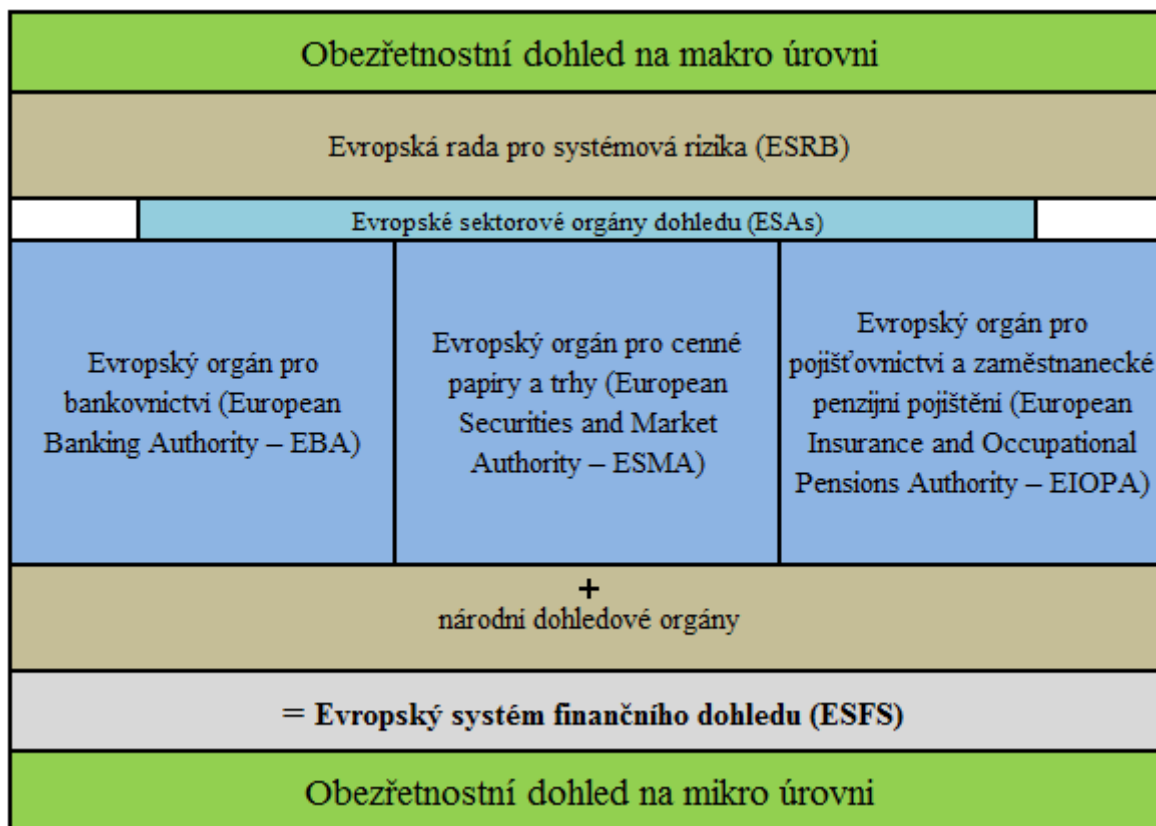 Obezřetnostní dohled na makro úrovni
Evropská rada pro systémová rizika (ESRB)
Evropské sektorové orgány dohledu (ESAs)
Evropský orgán pro
bankovnictví (European
Banking Authority – EBA)
Evropský orgán pro cenné
papíry a trhy (European
Securities and Market
Authority – ESMA)
Evropský orgán pro
pojišťovnictví a zaměstnanecké
penzijní pojištění (European
Insurance and Occupational
Pensions Authority – EIOPA)
+
národní dohledové orgány
= Evropský systém finančního dohledu (ESFS)
Obezřetnostní dohled na mikro úrovni